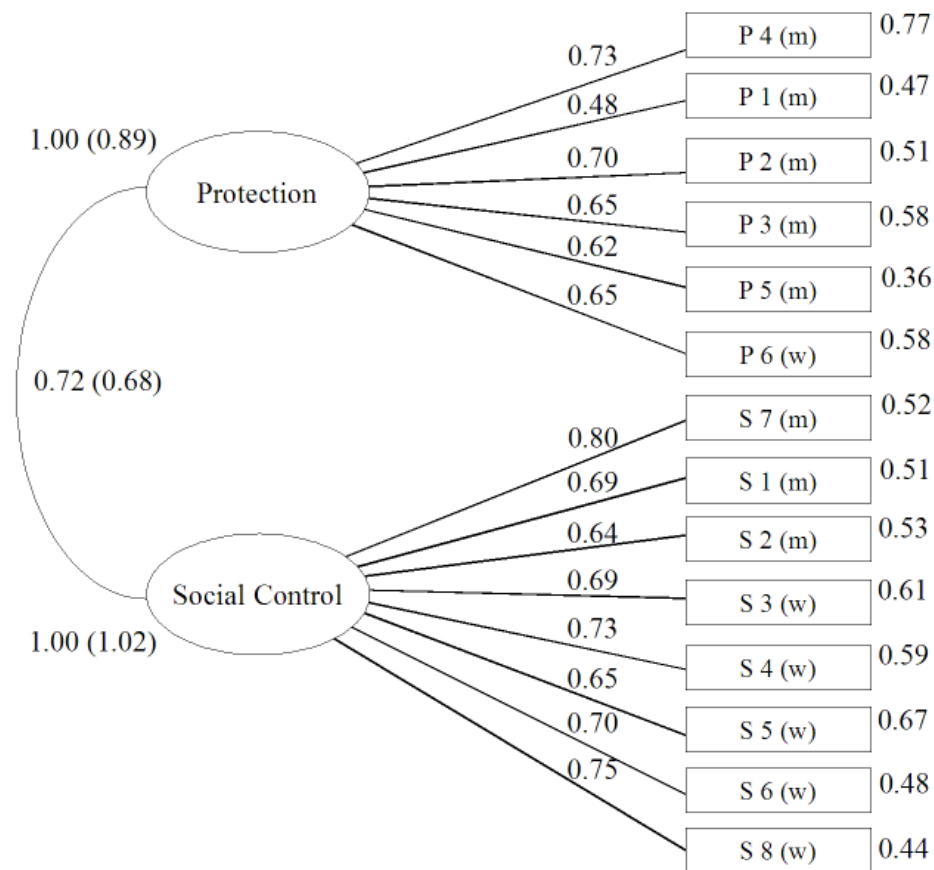 P 4 (m) 0.77
0.73
P 1 (m) 0.47
0.48
1.00 (0.89)
P 2 (m) 0.51
0.70
Protection
0.65
P 3 (m) 0.58
0.62
P 5 (m) 0.36
0.65
P 6 (w) 0.58
0.72 (0.68)
S 7 (m) 0.52
0.80
S 1 (m) 0.51
0.69
S 2 (m) 0.53
0.64
Social Control
0.69
S 3 (w) 0.61
1.00 (1.02)
0.73
S 4 (w) 0.59
0.65
S 5 (w) 0.67
0.70
S 6 (w) 0.48
0.75
S 8 (w) 0.44